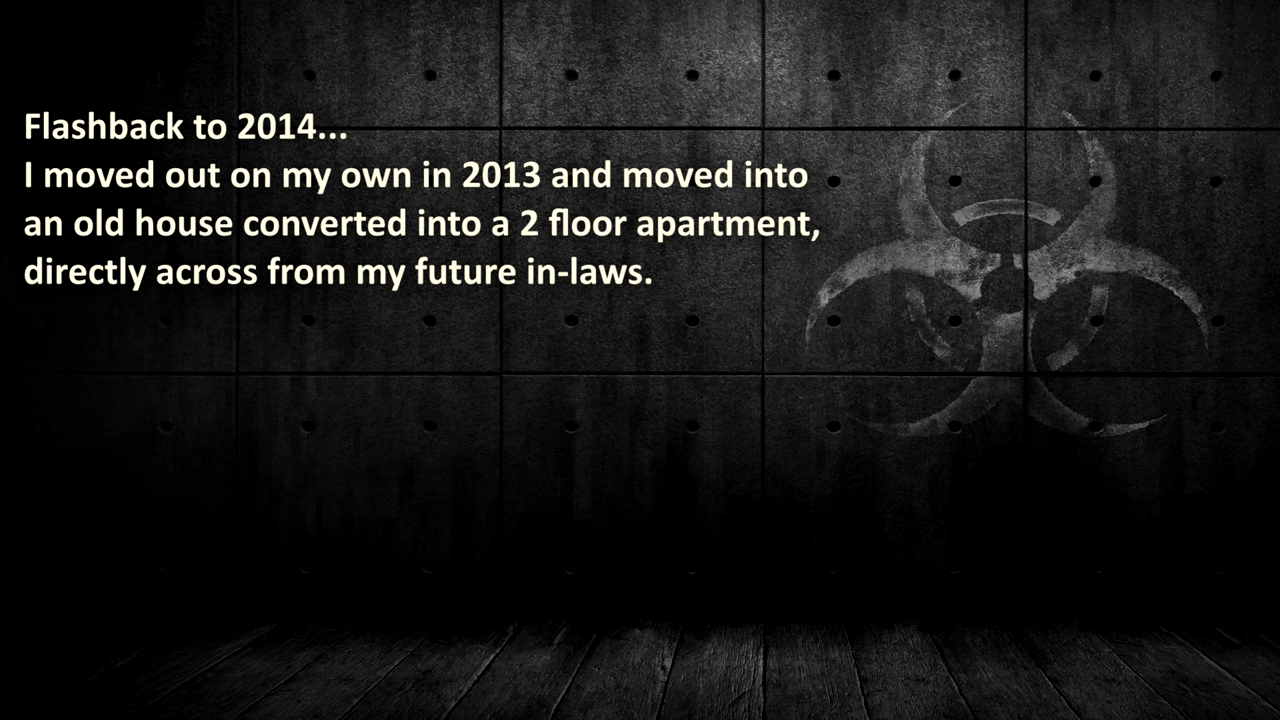 Flashback to 2014...
I moved out on my own in 2013 and moved into
an old house converted into a 2 floor apartment,
directly across from my future in-laws.